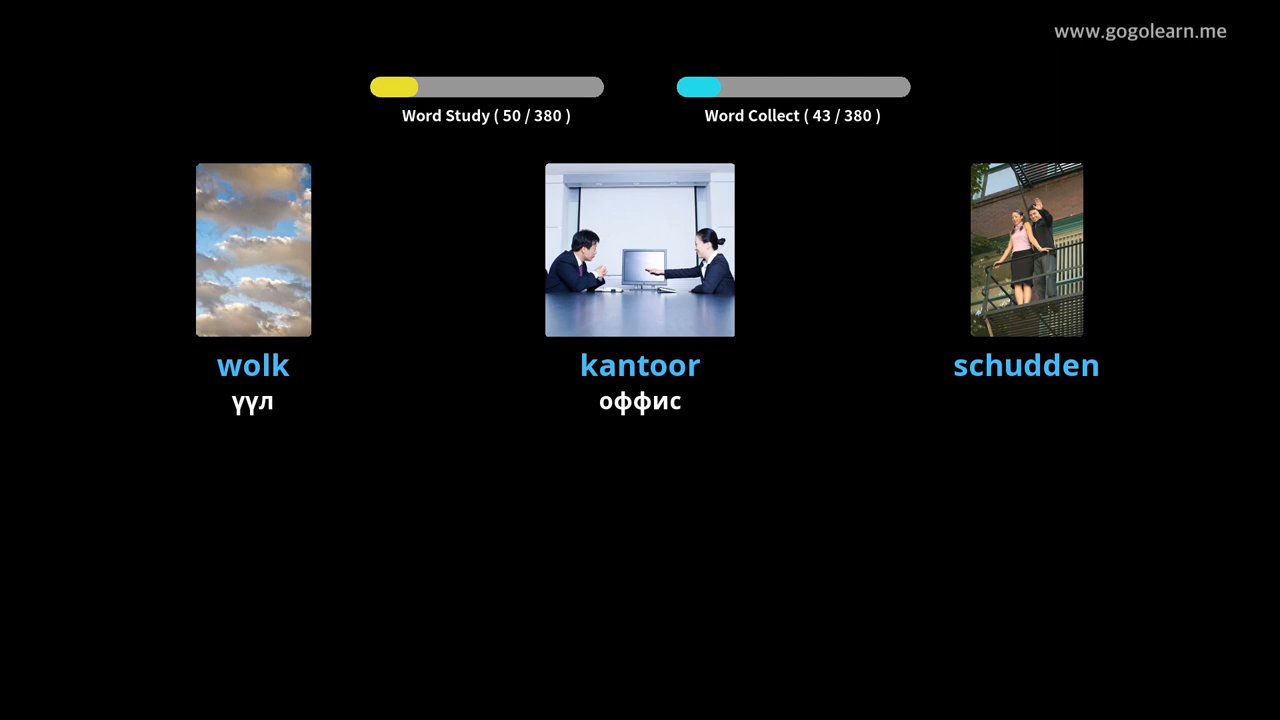 www.gogolearn.me
Word Study ( 50 / 380 )
Word Collect ( 43 / 380 )
wolk
үүл
kantoor
оффис
schudden